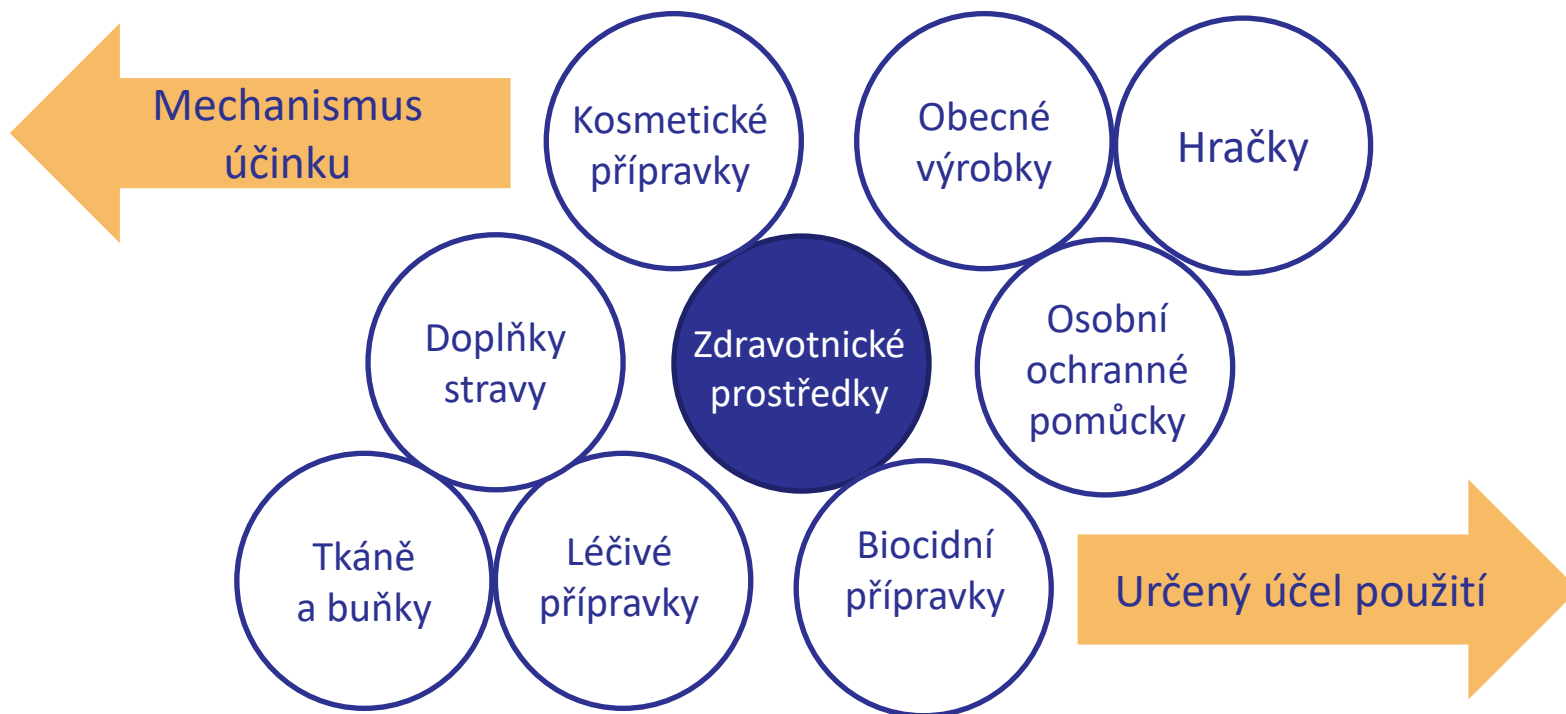 Mechanismus
účinku
Kosmetické
přípravky
Obecné
výrobky
Hračky
Doplňky
stravy
Zdravotnické
prostředky
Osobní
ochranné
pomůcky
Tkáně
a buňky
Léčivé
přípravky
Biocidní
přípravky
Určený účel použití